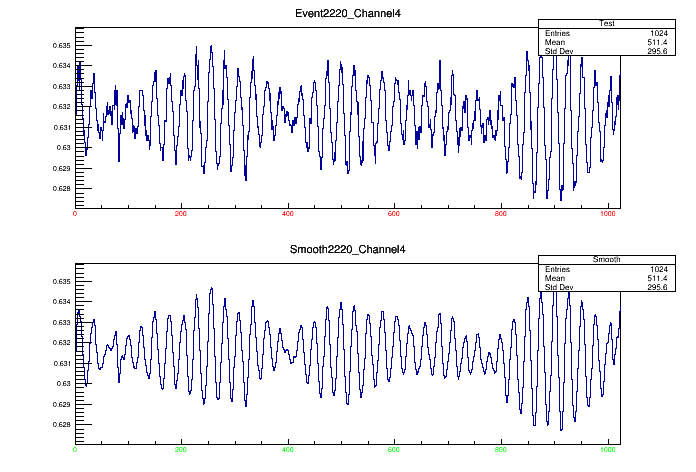 Event2220_Channel4
Test
Entries 1024
Mean 511.4
Std Dev 295.6
0.635
0.634
0.633
0.632
0.631
0.63
0.629
0.628
0 200 400 600 800 1000
Smooth2220_Channel4
Smooth
Entries 1024
Mean 511.4
Std Dev 295.6
0.635
0.634
0.633
0.632
0.631
0.63
0.629
0.628
0 200 400 600 800 1000